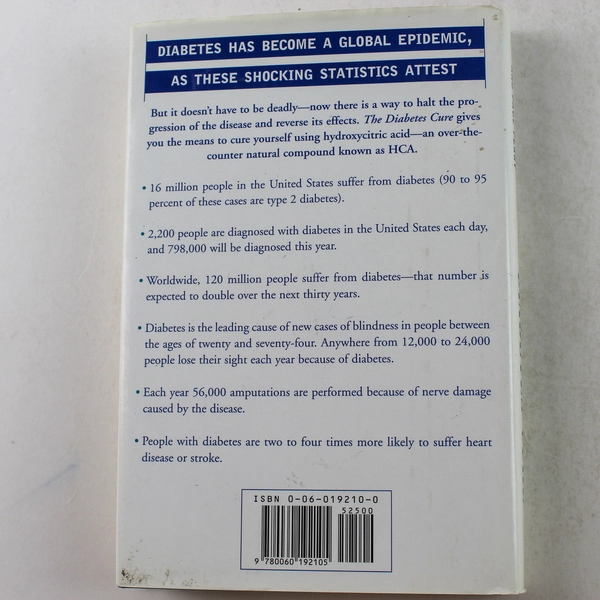 DIABETES HAS BECOME A GLOBAL EPIDEMIC,
AS THESE SHOCKING STATISTICS ATTEST
But it doesn't have to be deadly—now there is a way to halt the pro-
gression of the disease and reverse its effects. The Diabetes Cure gives
you the means to cure yourself using hydroxycitric acid—an over-the-
counter natural compound known as HCA.
• 16 million people in the United States suffer from diabetes (90 to 95
percent of these cases are type 2 diabetes).
• 2,200 people are diagnosed with diabetes in the United States each day,
and 798,000 will be diagnosed this year.
• Worldwide, 120 million people suffer from diabetes—that number is
expected to double over the next thirty years.
• Diabetes is the leading cause of new cases of blindness in people between
the ages of twenty and seventy-four. Anywhere from 12,000 to 24,000
people lose their sight each year because of diabetes.
• Each year 56,000 amputations are performed because of nerve damage
caused by the disease.
• People with diabetes are two to four times more likely to suffer heart
disease or stroke.
ISBN 0-06-019210-0
52500
9 780060 192105